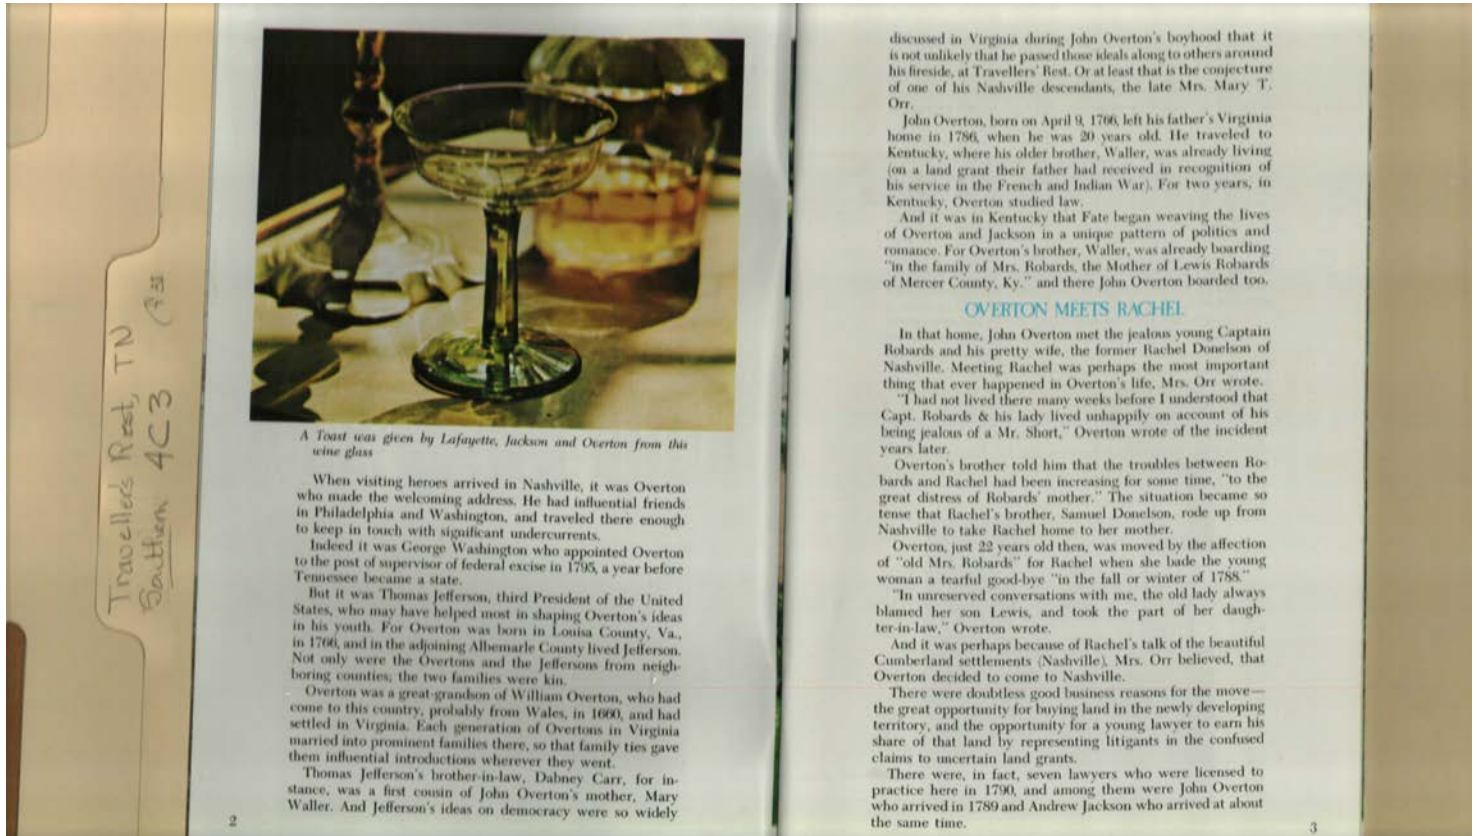 Travellers Rest, TN
Southern 4C3
A Toast was given by Lafayette, Jackson and Overton from this
wine glass
When visiting heroes arrived in Nashville, it was Overton
who made the welcoming address. He had influential friends
in Philadelphia and Washington, and traveled there enough
to keep in touch with significant undercurrents.
Indeed it was George Washington who appointed Overton
to the post of supervisor of federal excise in 1795, a year before
Tennessee became a state.
But it was Thomas Jefferson, third President of the United
States, who may have helped most in shaping Overton's ideas
in his youth. For Overton was born in Louisa County, Va.,
in 1766, and in the adjoining Albemarle County lived Jefferson.
Not only were the Overtons and the Jeffersons from neigh-
boring counties; the two families were kin.
Overton was a great-grandson of William Overton, who had
come to this country, probably from Wales, in 1660, and had
settled in Virginia. Each generation of Overtons in Virginia
married into prominent families there, so that family ties gave
them influential introductions wherever they went.
Thomas Jefferson's brother-in-law, Dabney Carr, for in-
stance, was a first cousin of John Overton's mother, Mary
Waller. And Jefferson's ideas on democracy were so widely
2
discussed in Virginia during John Overton's boyhood that it
is not unlikely that he passed those ideals along to others around
his fireside, at Travellers' Rest. Or at least that is the conjecture
of one of his Nashville descendants, the late Mrs. Mary T.
Orr.
John Overton, born on April 9, 1766, left his father's Virginia
home in 1786, when he was 20 years old. He traveled to
Kentucky, where his older brother, Waller, was already living
(on a land grant their father had received in recognition of
his service in the French and Indian War). For two years, in
Kentucky, Overton studied law.
And it was in Kentucky that Fate began weaving the lives
of Overton and Jackson in a unique pattern of politics and
romance. For Overton's brother, Waller, was already boarding
"in the family of Mrs. Robards, the Mother of Lewis Robards
of Mercer County, Ky." and there John Overton boarded too.
OVERTON MEETS RACHEL
In that home, John Overton met the jealous young Captain
Robards and his pretty wife, the former Rachel Donelson of
Nashville. Meeting Rachel was perhaps the most important
thing that ever happened in Overton's life, Mrs. Orr wrote.
"I had not lived there many weeks before I understood that
Capt. Robards & his lady lived unhappily on account of his
being jealous of a Mr. Short," Overton wrote of the incident
years later.
Overton's brother told him that the troubles between Ro-
bards and Rachel had been increasing for some time, "to the
great distress of Robards' mother." The situation became so
tense that Rachel's brother, Samuel Donelson, rode up from
Nashville to take Rachel home to her mother.
Overton, just 22 years old then, was moved by the affection
of "old Mrs. Robards" for Rachel when she bade the young
woman a tearful good-bye "in the fall or winter of 1788."
"In unreserved conversations with me, the old lady always
blamed her son Lewis, and took the part of her daugh-
ter-in-law," Overton wrote.
And it was perhaps because of Rachel's talk of the beautiful
Cumberland settlements (Nashville), Mrs. Orr believed, that
Overton decided to come to Nashville.
There were doubtless good business reasons for the move—
the great opportunity for buying land in the newly developing
territory, and the opportunity for a young lawyer to earn his
share of that land by representing litigants in the confused
claims to uncertain land grants.
There were, in fact, seven lawyers who were licensed to
practice here in 1790, and among them were John Overton
who arrived in 1789 and Andrew Jackson who arrived at about
the same time.
3